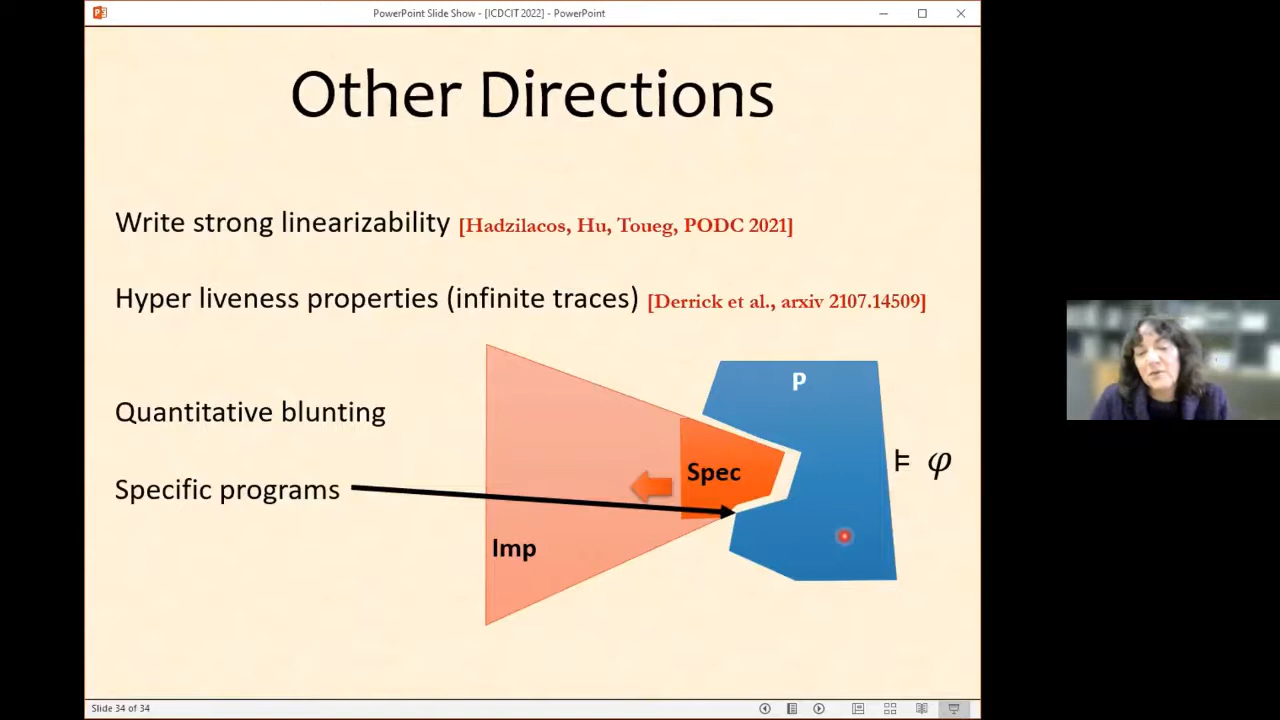 PowerPoint Slide Show - [ICDCIT 2022] - PowerPoint
Other Directions
Write strong linearizability [Hadzilacos, Hu, Toueg, PODC 2021]
Hyper liveness properties (infinite traces) [Derrick et al., arxiv 2107.14509]
P
Quantitative blunting
⊧ φ
Spec
Specific programs
Imp
Slide 34 of 34